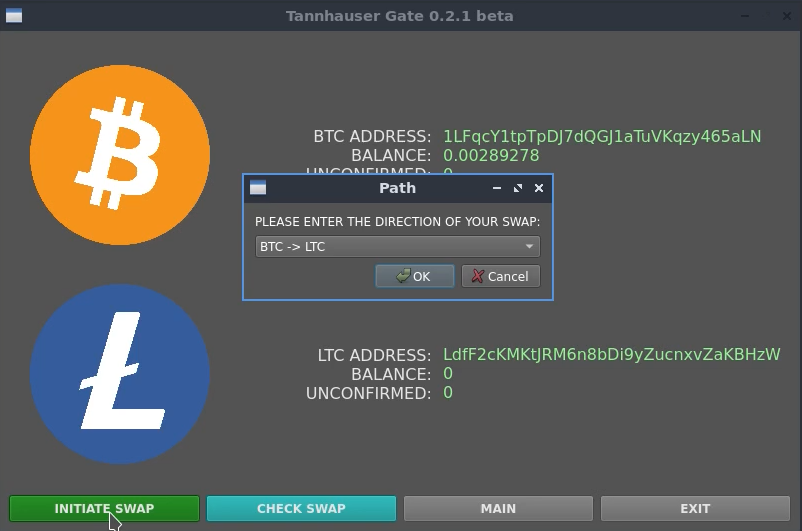 Tannhauser Gate 0.2.1 beta
BTC ADDRESS: 1LFqcY1tpTpDJ7dQGJ1aTuVKqzy465aLN
BALANCE: 0.00289278
UNCONFIRMED: 0
Path
PLEASE ENTER THE DIRECTION OF YOUR SWAP:
BTC -> LTC
OK Cancel
LTC ADDRESS: LdfF2cKMKtJRM6n8bDi9yZucnxvZaKBHzW
BALANCE: 0
UNCONFIRMED: 0
INITIATE SWAP CHECK SWAP MAIN EXIT